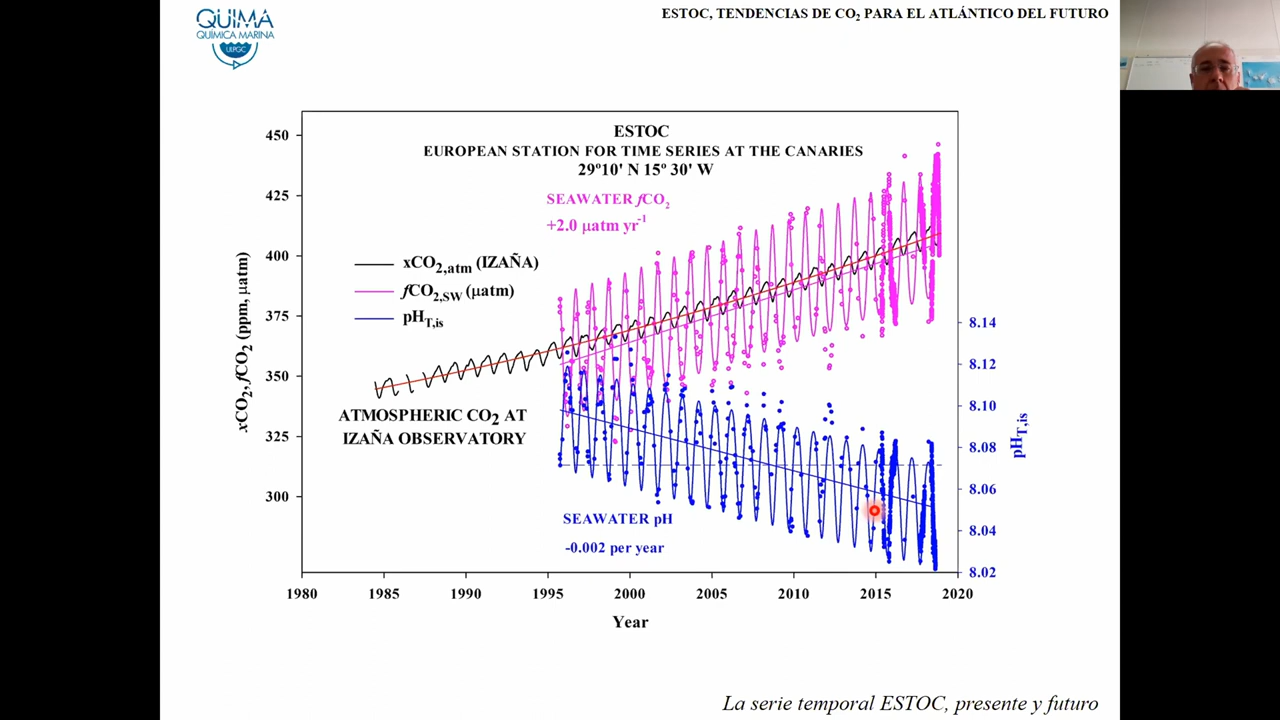 QUIMA
QUÍMICA MARINA
ULPGC
ESTOC, TENDENCIAS DE CO₂ PARA EL ATLÁNTICO DEL FUTURO
ESTOC
EUROPEAN STATION FOR TIME SERIES AT THE CANARIES
29º10' N 15º 30' W
SEAWATER fCO₂
+2.0 µatm yr⁻¹
xCO₂,atm (IZAÑA)
fCO₂,SW (µatm)
pHT,is
ATMOSPHERIC CO₂ AT
IZAÑA OBSERVATORY
SEAWATER pH
-0.002 per year
xCO₂, fCO₂ (ppm, µatm)
450
425
400
375
350
325
300
8.14
8.12
8.10
8.08
8.06
8.04
8.02
pHT,is
1980 1985 1990 1995 2000 2005 2010 2015 2020
Year
La serie temporal ESTOC, presente y futuro